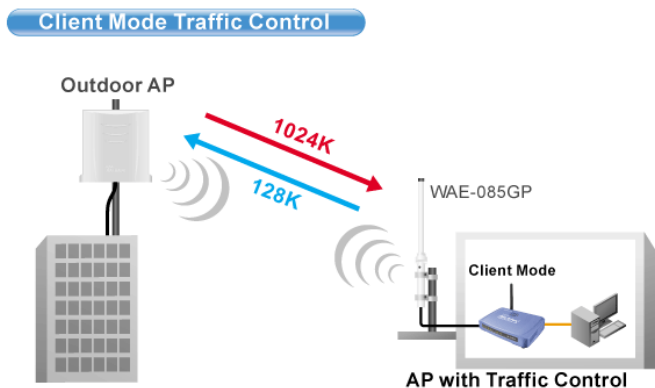 Client Mode Traffic Control
Outdoor AP
1024K
128K
WAE-085GP
Client Mode
AP with Traffic Control